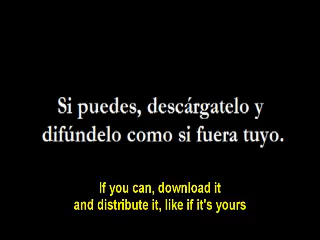 Si puedes, descárgatelo y
difúndelo como si fuera tuyo.
If you can, download it
and distribute it, like if it's yours